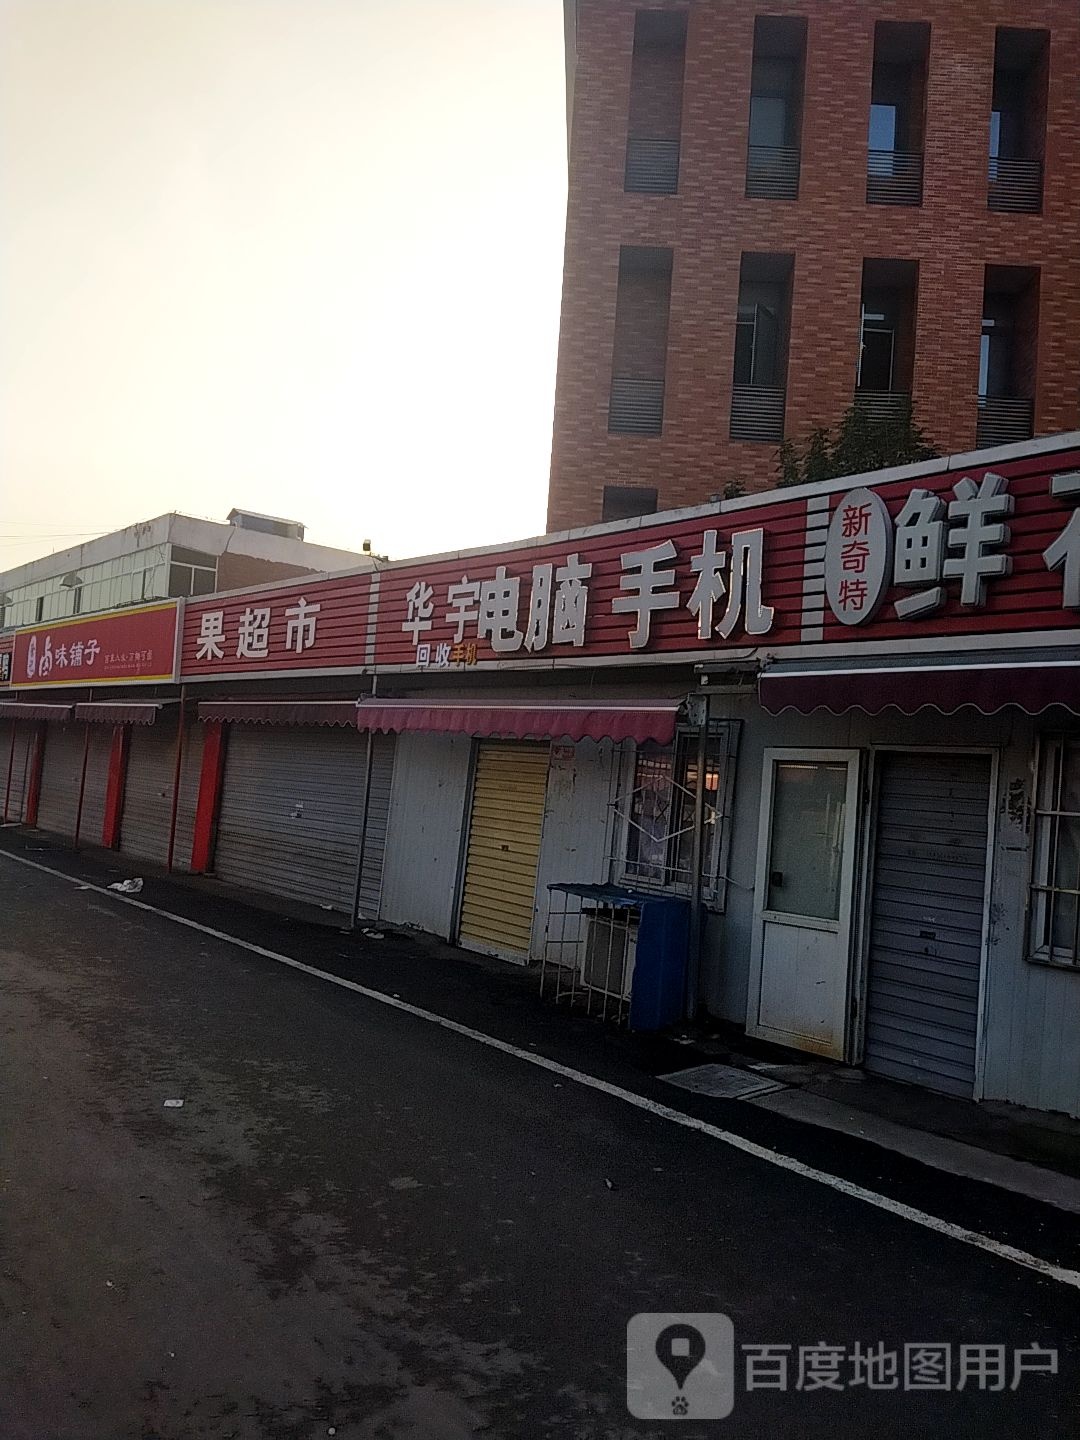 卤味铺子
果超市
华宇电脑手机
回收手机
新奇特
鲜花
百度地图用户